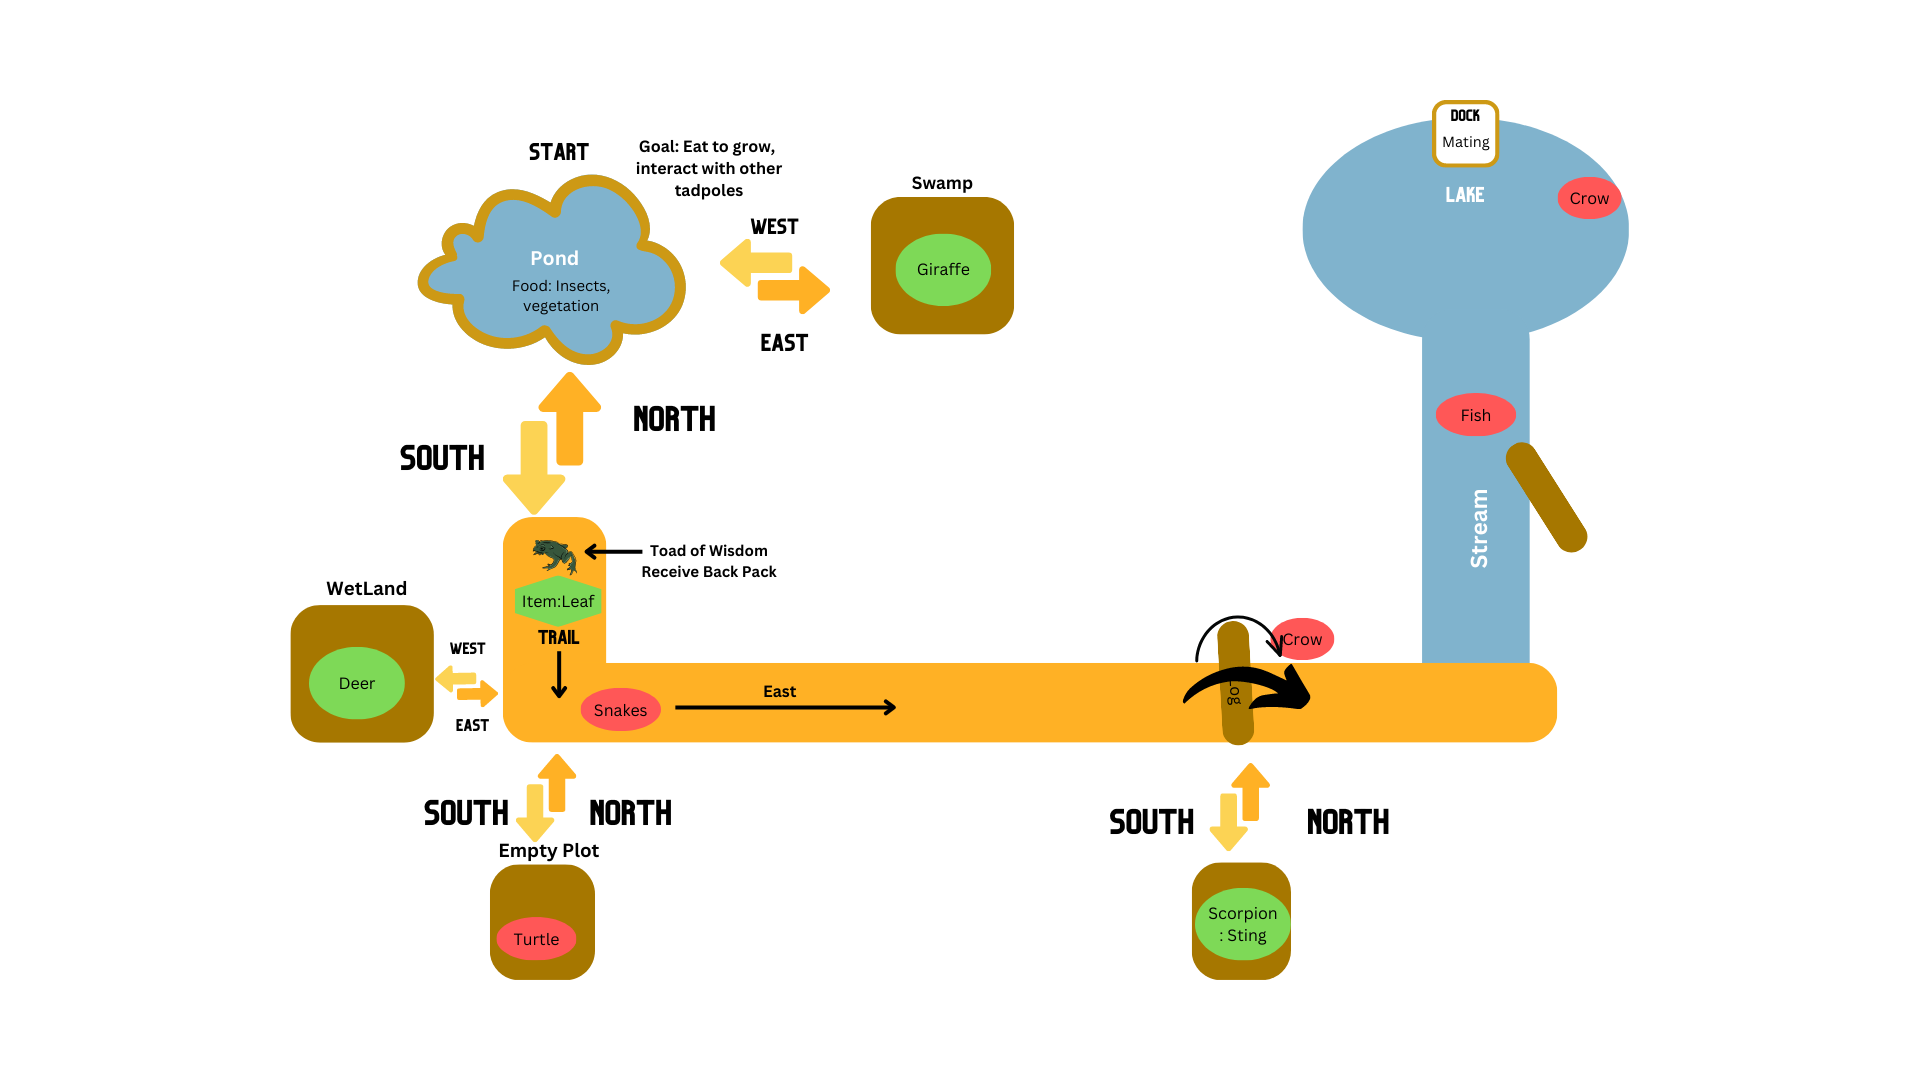 START
Goal: Eat to grow,
interact with other
tadpoles
Pond
Food: Insects,
vegetation
WEST
EAST
Swamp
Giraffe
DOCK
Mating
LAKE
Crow
SOUTH
NORTH
Fish
Stream
Toad of Wisdom
Receive Back Pack
Item:Leaf
TRAIL
WetLand
Deer
WEST
EAST
Snakes
East
Crow
SOUTH
NORTH
Empty Plot
Turtle
SOUTH
NORTH
Scorpion
: Sting